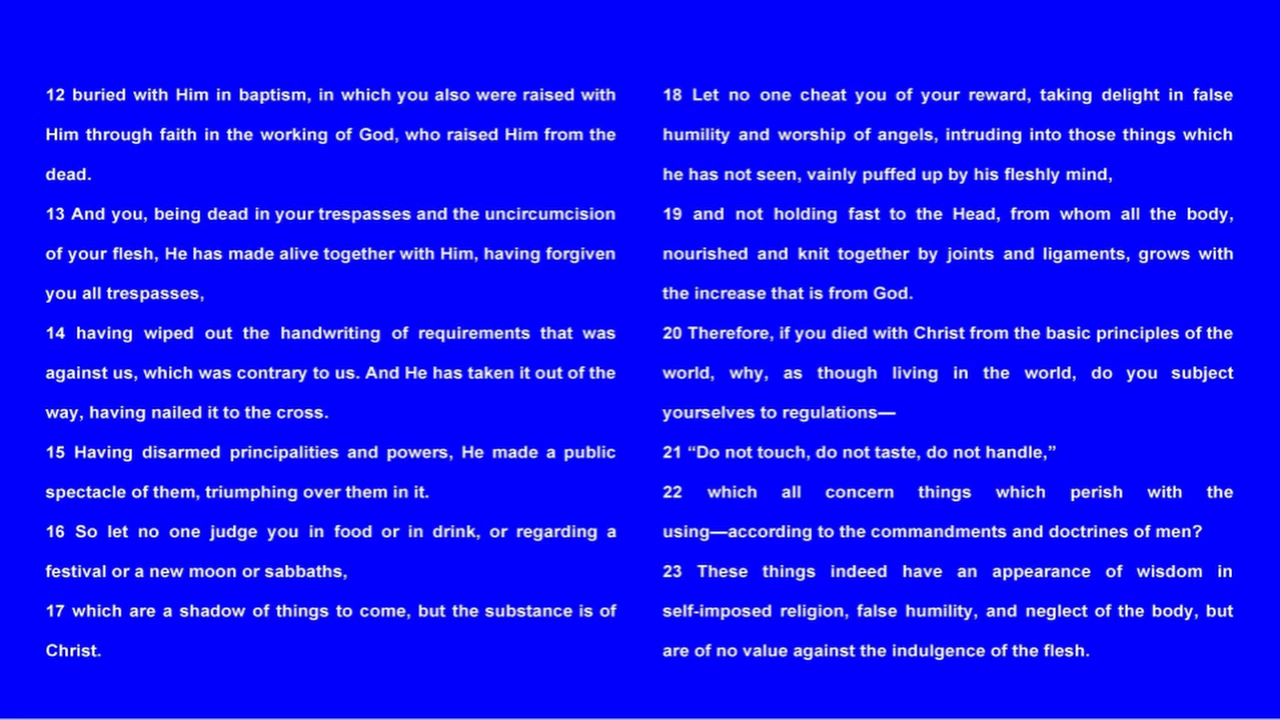 12 buried with Him in baptism, in which you also were raised with
Him through faith in the working of God, who raised Him from the
dead.
13 And you, being dead in your trespasses and the uncircumcision
of your flesh, He has made alive together with Him, having forgiven
you all trespasses,
14 having wiped out the handwriting of requirements that was
against us, which was contrary to us. And He has taken it out of the
way, having nailed it to the cross.
15 Having disarmed principalities and powers, He made a public
spectacle of them, triumphing over them in it.
16 So let no one judge you in food or in drink, or regarding a
festival or a new moon or sabbaths,
17 which are a shadow of things to come, but the substance is of
Christ.
18 Let no one cheat you of your reward, taking delight in false
humility and worship of angels, intruding into those things which
he has not seen, vainly puffed up by his fleshly mind,
19 and not holding fast to the Head, from whom all the body,
nourished and knit together by joints and ligaments, grows with
the increase that is from God.
20 Therefore, if you died with Christ from the basic principles of the
world, why, as though living in the world, do you subject
yourselves to regulations—
21 “Do not touch, do not taste, do not handle,”
22 which all concern things which perish with the
using—according to the commandments and doctrines of men?
23 These things indeed have an appearance of wisdom in
self-imposed religion, false humility, and neglect of the body, but
are of no value against the indulgence of the flesh.